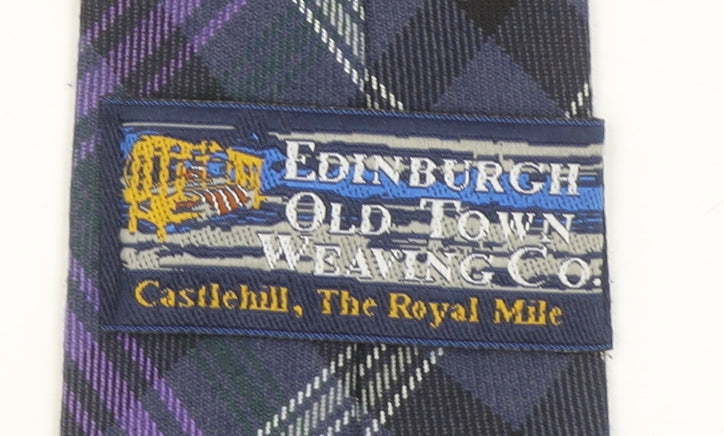 EDINBURGH
OLD TOWN
WEAVING CO.
Castlehill, The Royal Mile